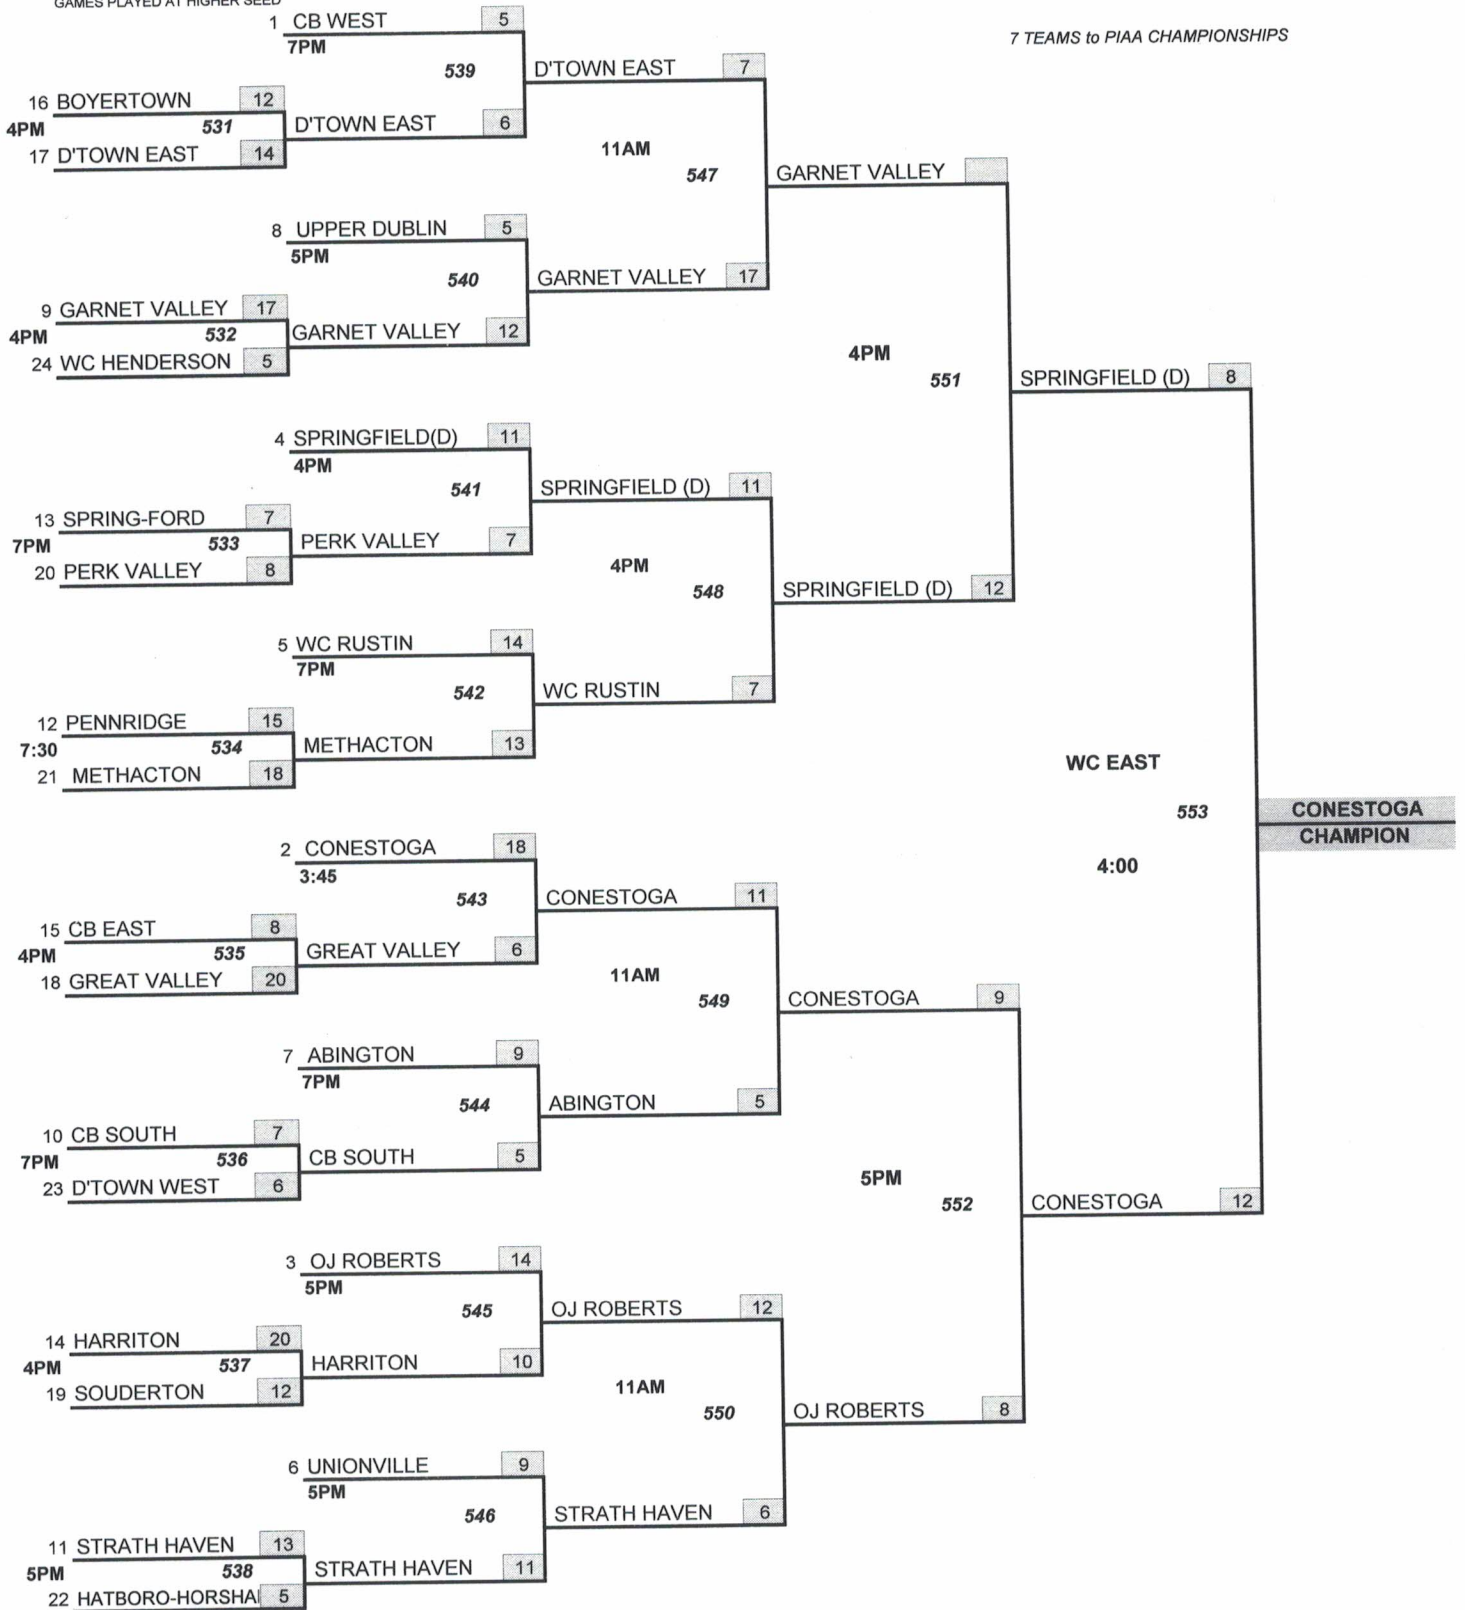 GAMES PLAYED AT HIGHER SEED
7 TEAMS to PIAA CHAMPIONSHIPS
1 CB WEST 5
7PM
539
D'TOWN EAST 7
16 BOYERTOWN 12
4PM 531
D'TOWN EAST 6
17 D'TOWN EAST 14
11AM
547
GARNET VALLEY
8 UPPER DUBLIN 5
5PM
540
GARNET VALLEY 17
9 GARNET VALLEY 17
4PM 532
GARNET VALLEY 12
24 WC HENDERSON 5
4PM
551
SPRINGFIELD (D) 8
4 SPRINGFIELD(D) 11
4PM
541
SPRINGFIELD (D) 11
13 SPRING-FORD 7
7PM 533
PERK VALLEY 7
20 PERK VALLEY 8
4PM
548
SPRINGFIELD (D) 12
5 WC RUSTIN 14
7PM
542
WC RUSTIN 7
12 PENNRIDGE 15
7:30 534
METHACTON 13
21 METHACTON 18
WC EAST
553
CONESTOGA
CHAMPION
4:00
2 CONESTOGA 18
3:45
543
CONESTOGA 11
15 CB EAST 8
4PM 535
GREAT VALLEY 6
18 GREAT VALLEY 20
11AM
549
CONESTOGA 9
7 ABINGTON 9
7PM
544
ABINGTON 5
10 CB SOUTH 7
7PM 536
CB SOUTH 5
23 D'TOWN WEST 6
5PM
552
CONESTOGA 12
3 OJ ROBERTS 14
5PM
545
OJ ROBERTS 12
14 HARRITON 20
4PM 537
HARRITON 10
19 SOUDERTON 12
11AM
550
OJ ROBERTS 8
6 UNIONVILLE 9
5PM
546
STRATH HAVEN 6
11 STRATH HAVEN 13
5PM 538
STRATH HAVEN 11
22 HATBORO-HORSHA 5